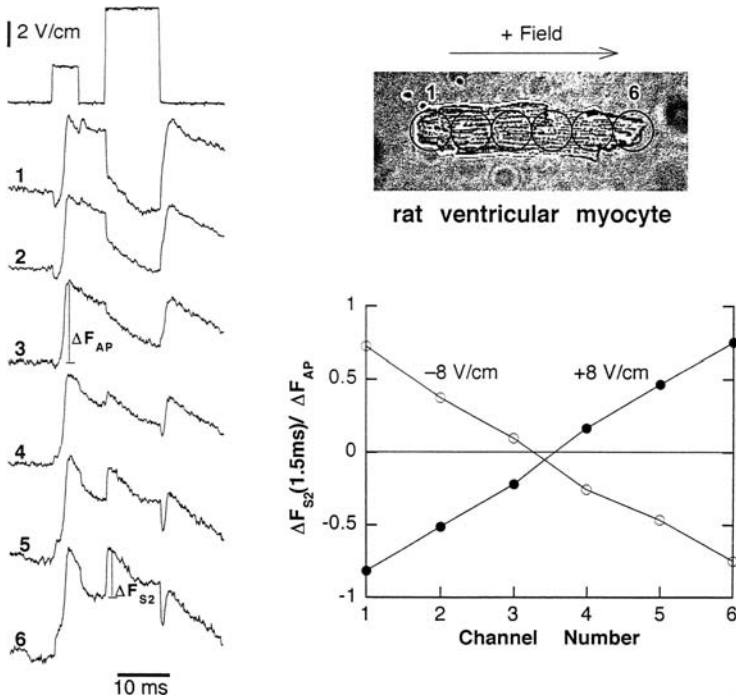 2 V/cm
1
2
3
ΔF_AP
4
5
6
ΔF_S2
10 ms
+ Field
1 6
rat ventricular myocyte
1
0.5
0
-0.5
-1
ΔF_S2(1.5ms)/ ΔF_AP
−8 V/cm
+8 V/cm
1 2 3 4 5 6
Channel Number